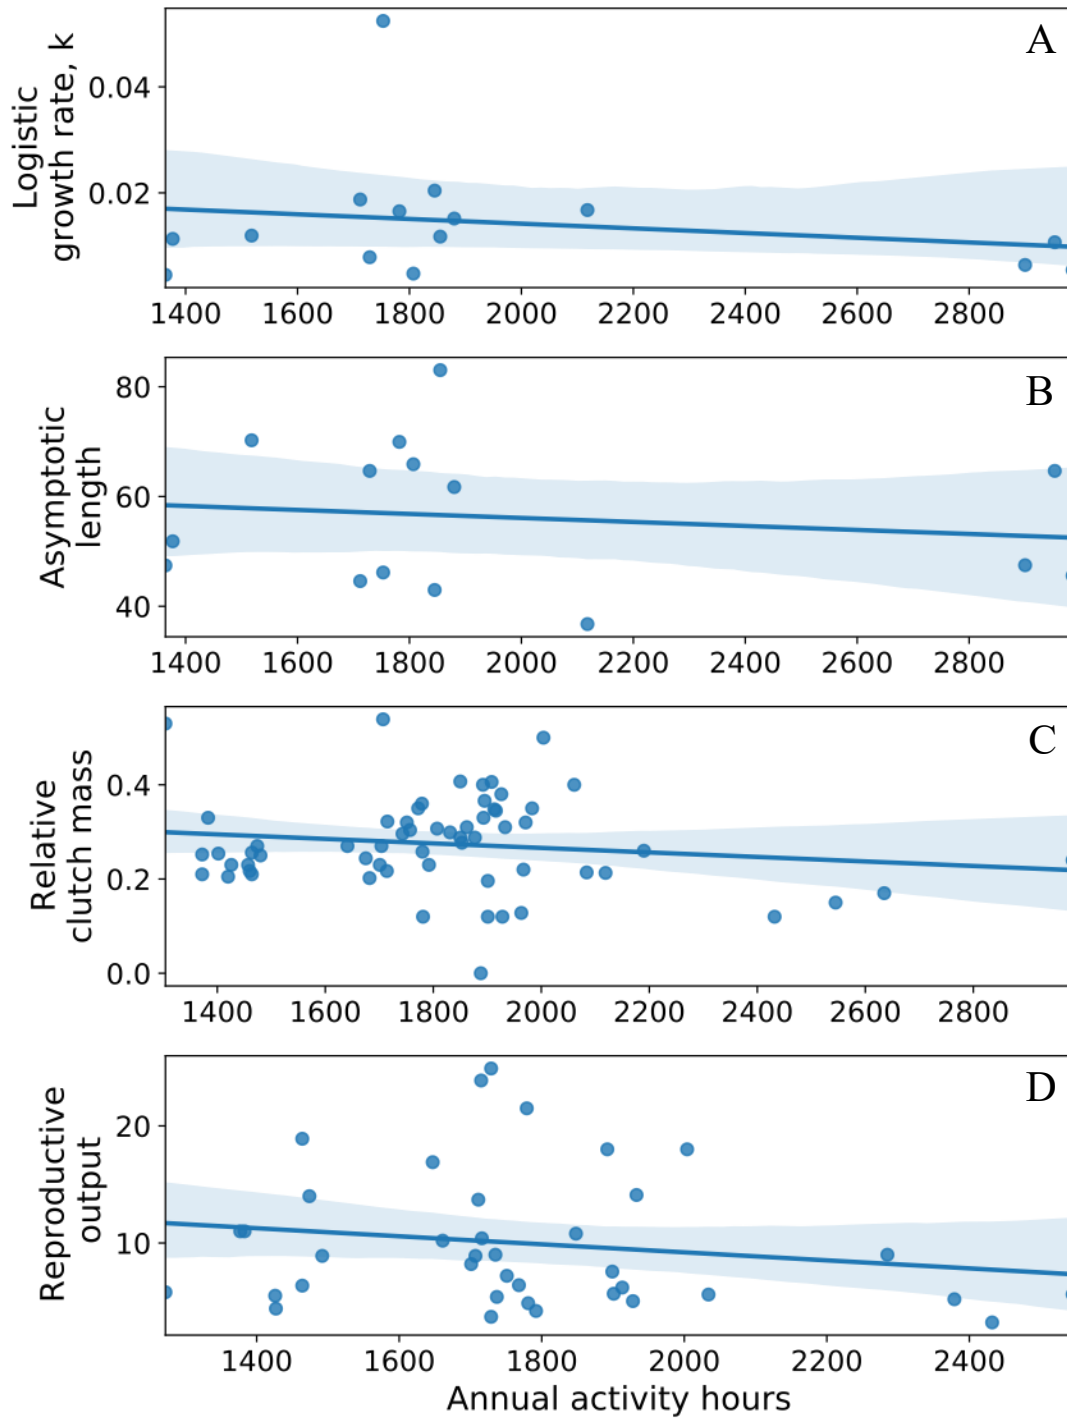 A
Logistic
growth rate, k
0.04
0.02
1400 1600 1800 2000 2200 2400 2600 2800
B
Asymptotic
length
80
60
40
1400 1600 1800 2000 2200 2400 2600 2800
C
Relative
clutch mass
0.4
0.2
0.0
1400 1600 1800 2000 2200 2400 2600 2800
D
Reproductive
output
20
10
1400 1600 1800 2000 2200 2400
Annual activity hours